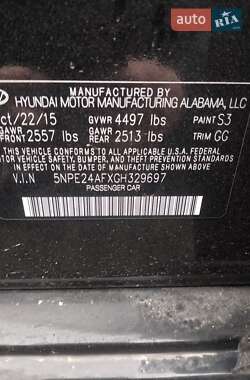 AUTO
RIA
MANUFACTURED BY
HYUNDAI MOTOR MANUFACTURING ALABAMA, LLC
ct/22/15 GVWR 4497 lbs PAINT S3
GAWR FRONT 2557 lbs GAWR REAR 2513 lbs TRIM GG
VEHICLE CONFORMS TO ALL APPLICABLE FEDERAL
OR VEHICLE SAFETY, BUMPER, AND THEFT PREVENTION STANDARDS
IN EFFECT ON THE DATE OF MANUFACTURE SHOWN ABOVE.
V.I.N 5NPE24AFXGH329697
PASSENGER CAR